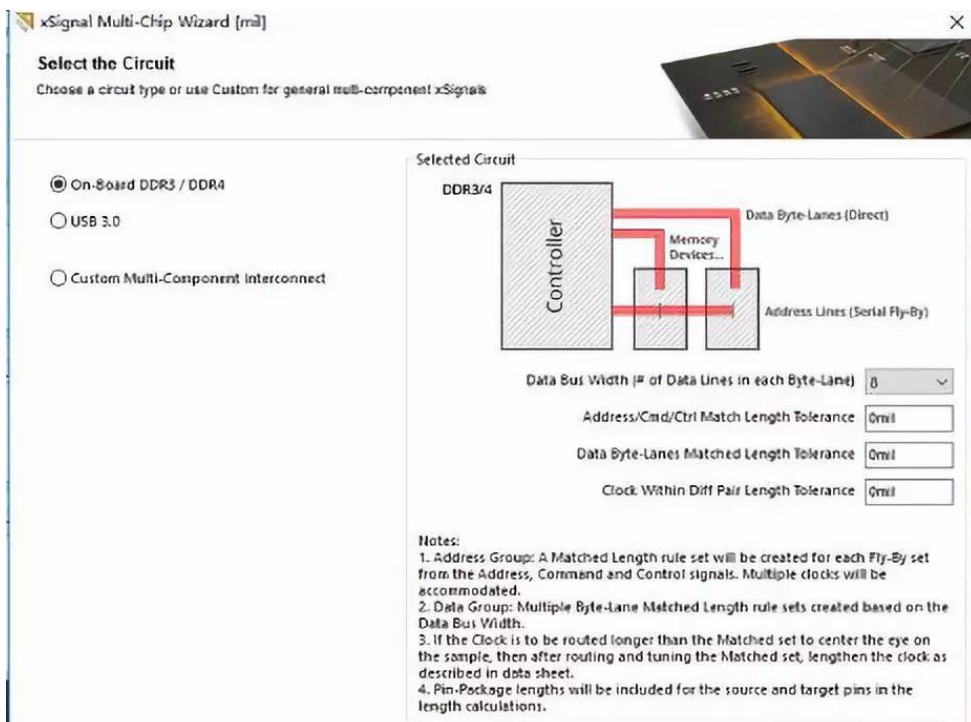 xSignal Multi-Chip Wizard [mil]
Select the Circuit
Choose a circuit type or use Custom for general multi-component xSignals
On-Board DDR3 / DDR4
USB 3.0
Custom Multi-Component Interconnect
Selected Circuit
DDR3/4
Controller
Data Byte-Lanes (Direct)
Memory
Devices...
Address Lines (Serial Fly-By)
Data Bus Width (# of Data Lines in each Byte-Lane) 8
Address/Cmd/Ctrl Match Length Tolerance 0mil
Data Byte-Lanes Matched Length Tolerance 0mil
Clock Within Diff Pair Length Tolerance 0mil
Notes:
1. Address Group: A Matched Length rule set will be created for each Fly-By set
from the Address, Command and Control signals. Multiple clocks will be
accommodated.
2. Data Group: Multiple Byte-Lane Matched Length rule sets created based on the
Data Bus Width.
3. If the Clock is to be routed longer than the Matched set to center the eye on
the sample, then after routing and tuning the Matched set, lengthen the clock as
described in data sheet.
4. Pin-Package lengths will be included for the source and target pins in the
length calculations.